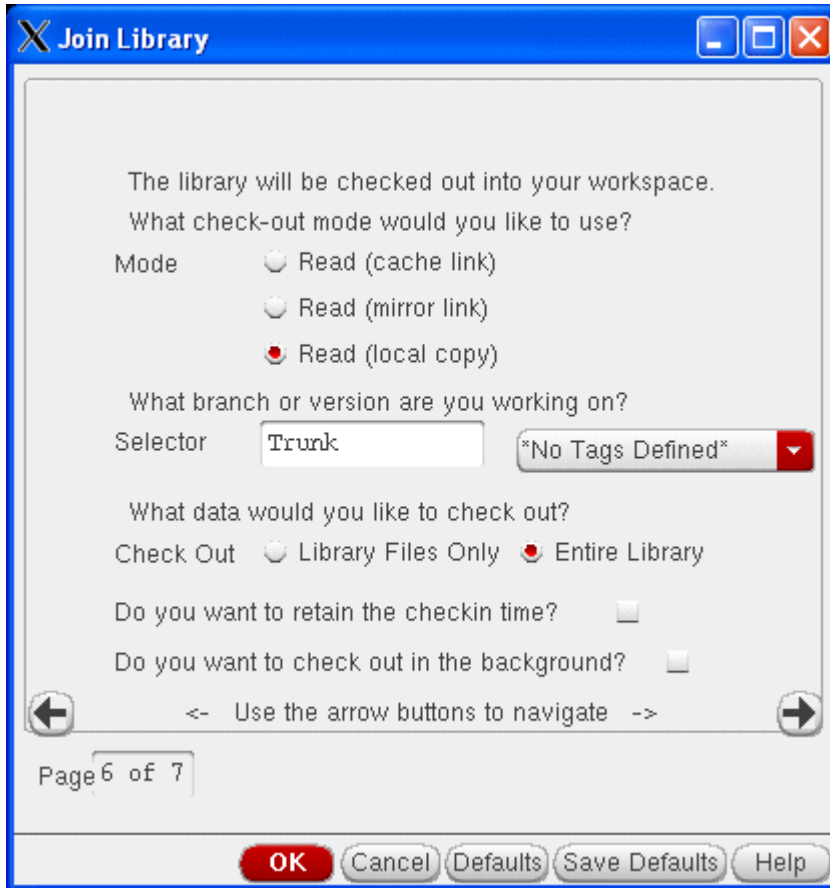 Join Library
The library will be checked out into your workspace.
What check-out mode would you like to use?
Mode Read (cache link)
Read (mirror link)
Read (local copy)
What branch or version are you working on?
Selector Trunk *No Tags Defined*
What data would you like to check out?
Check Out Library Files Only Entire Library
Do you want to retain the checkin time?
Do you want to check out in the background?
<- Use the arrow buttons to navigate ->
Page 6 of 7
OK Cancel Defaults Save Defaults Help